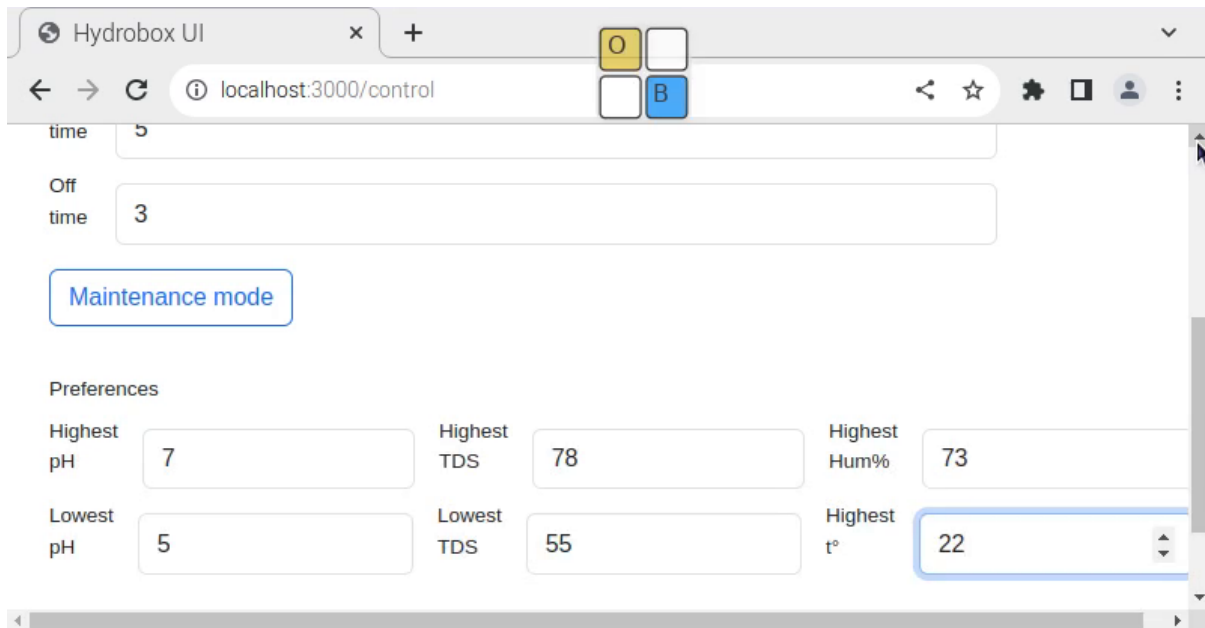 Hydrobox UI
O
B
localhost:3000/control
time 5
Off
time 3
Maintenance mode
Preferences
Highest
pH 7
Highest
TDS 78
Highest
Hum% 73
Lowest
pH 5
Lowest
TDS 55
Highest
t° 22